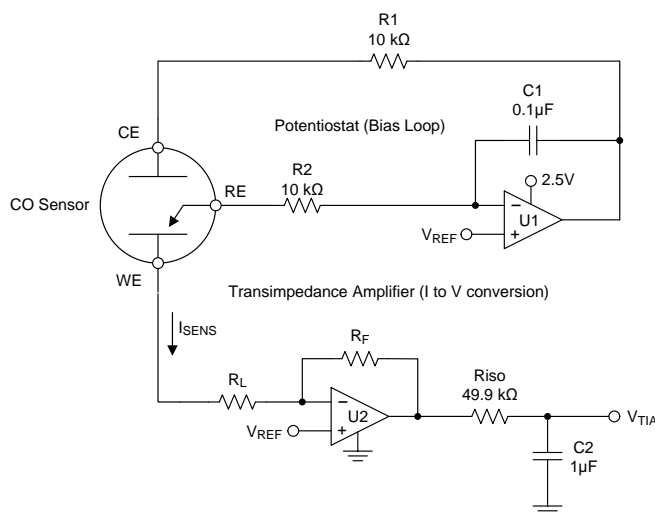 R1
10 kΩ
C1
0.1µF
Potentiostat (Bias Loop)
CE
RE
R2
10 kΩ
2.5V
CO Sensor
−
U1
VREF
+
WE
Transimpedance Amplifier (I to V conversion)
ISENS
RF
RL
Riso
49.9 kΩ
−
U2
VREF
+
VTIA
C2
1µF